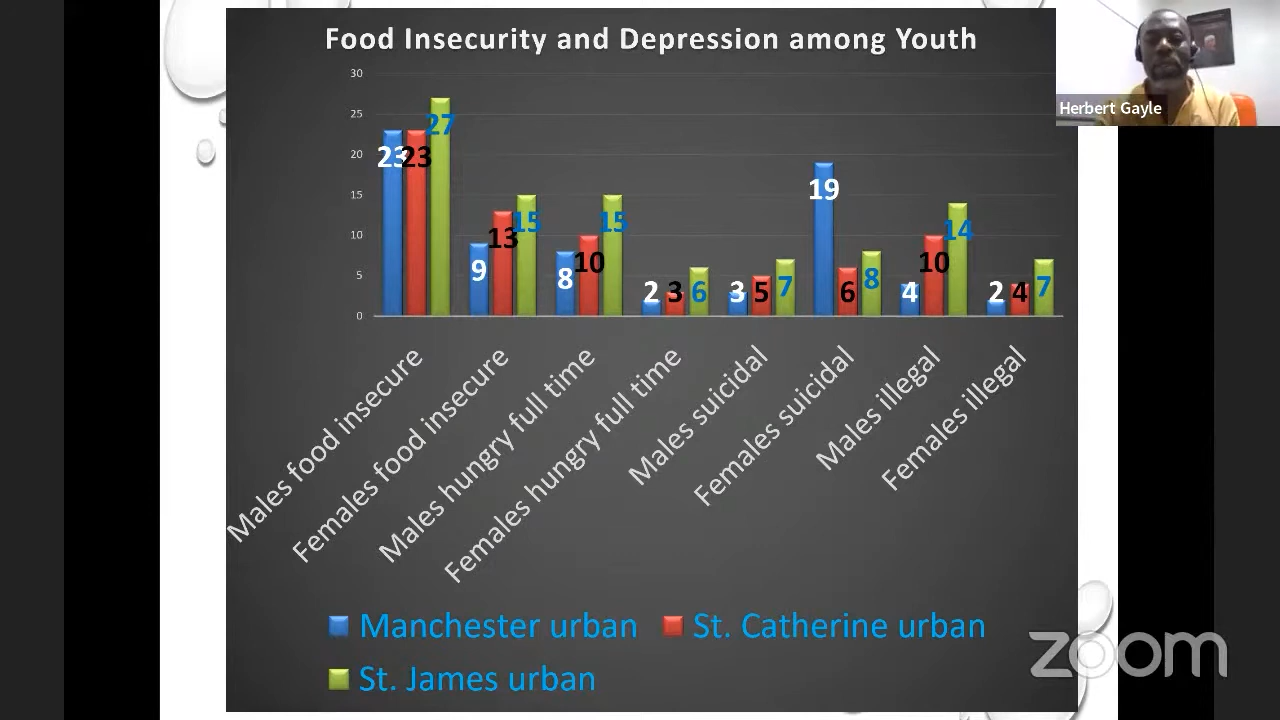 Food Insecurity and Depression among Youth
Herbert Gayle
30
25
20
15
10
5
0
23 23 27
9 13 15
8 10 15
2 3 6
3 5 7
19 6 8
4 10 14
2 4 7
Males food insecure
Females food insecure
Males hungry full time
Females hungry full time
Males suicidal
Females suicidal
Males illegal
Females illegal
Manchester urban
St. Catherine urban
St. James urban
zoom